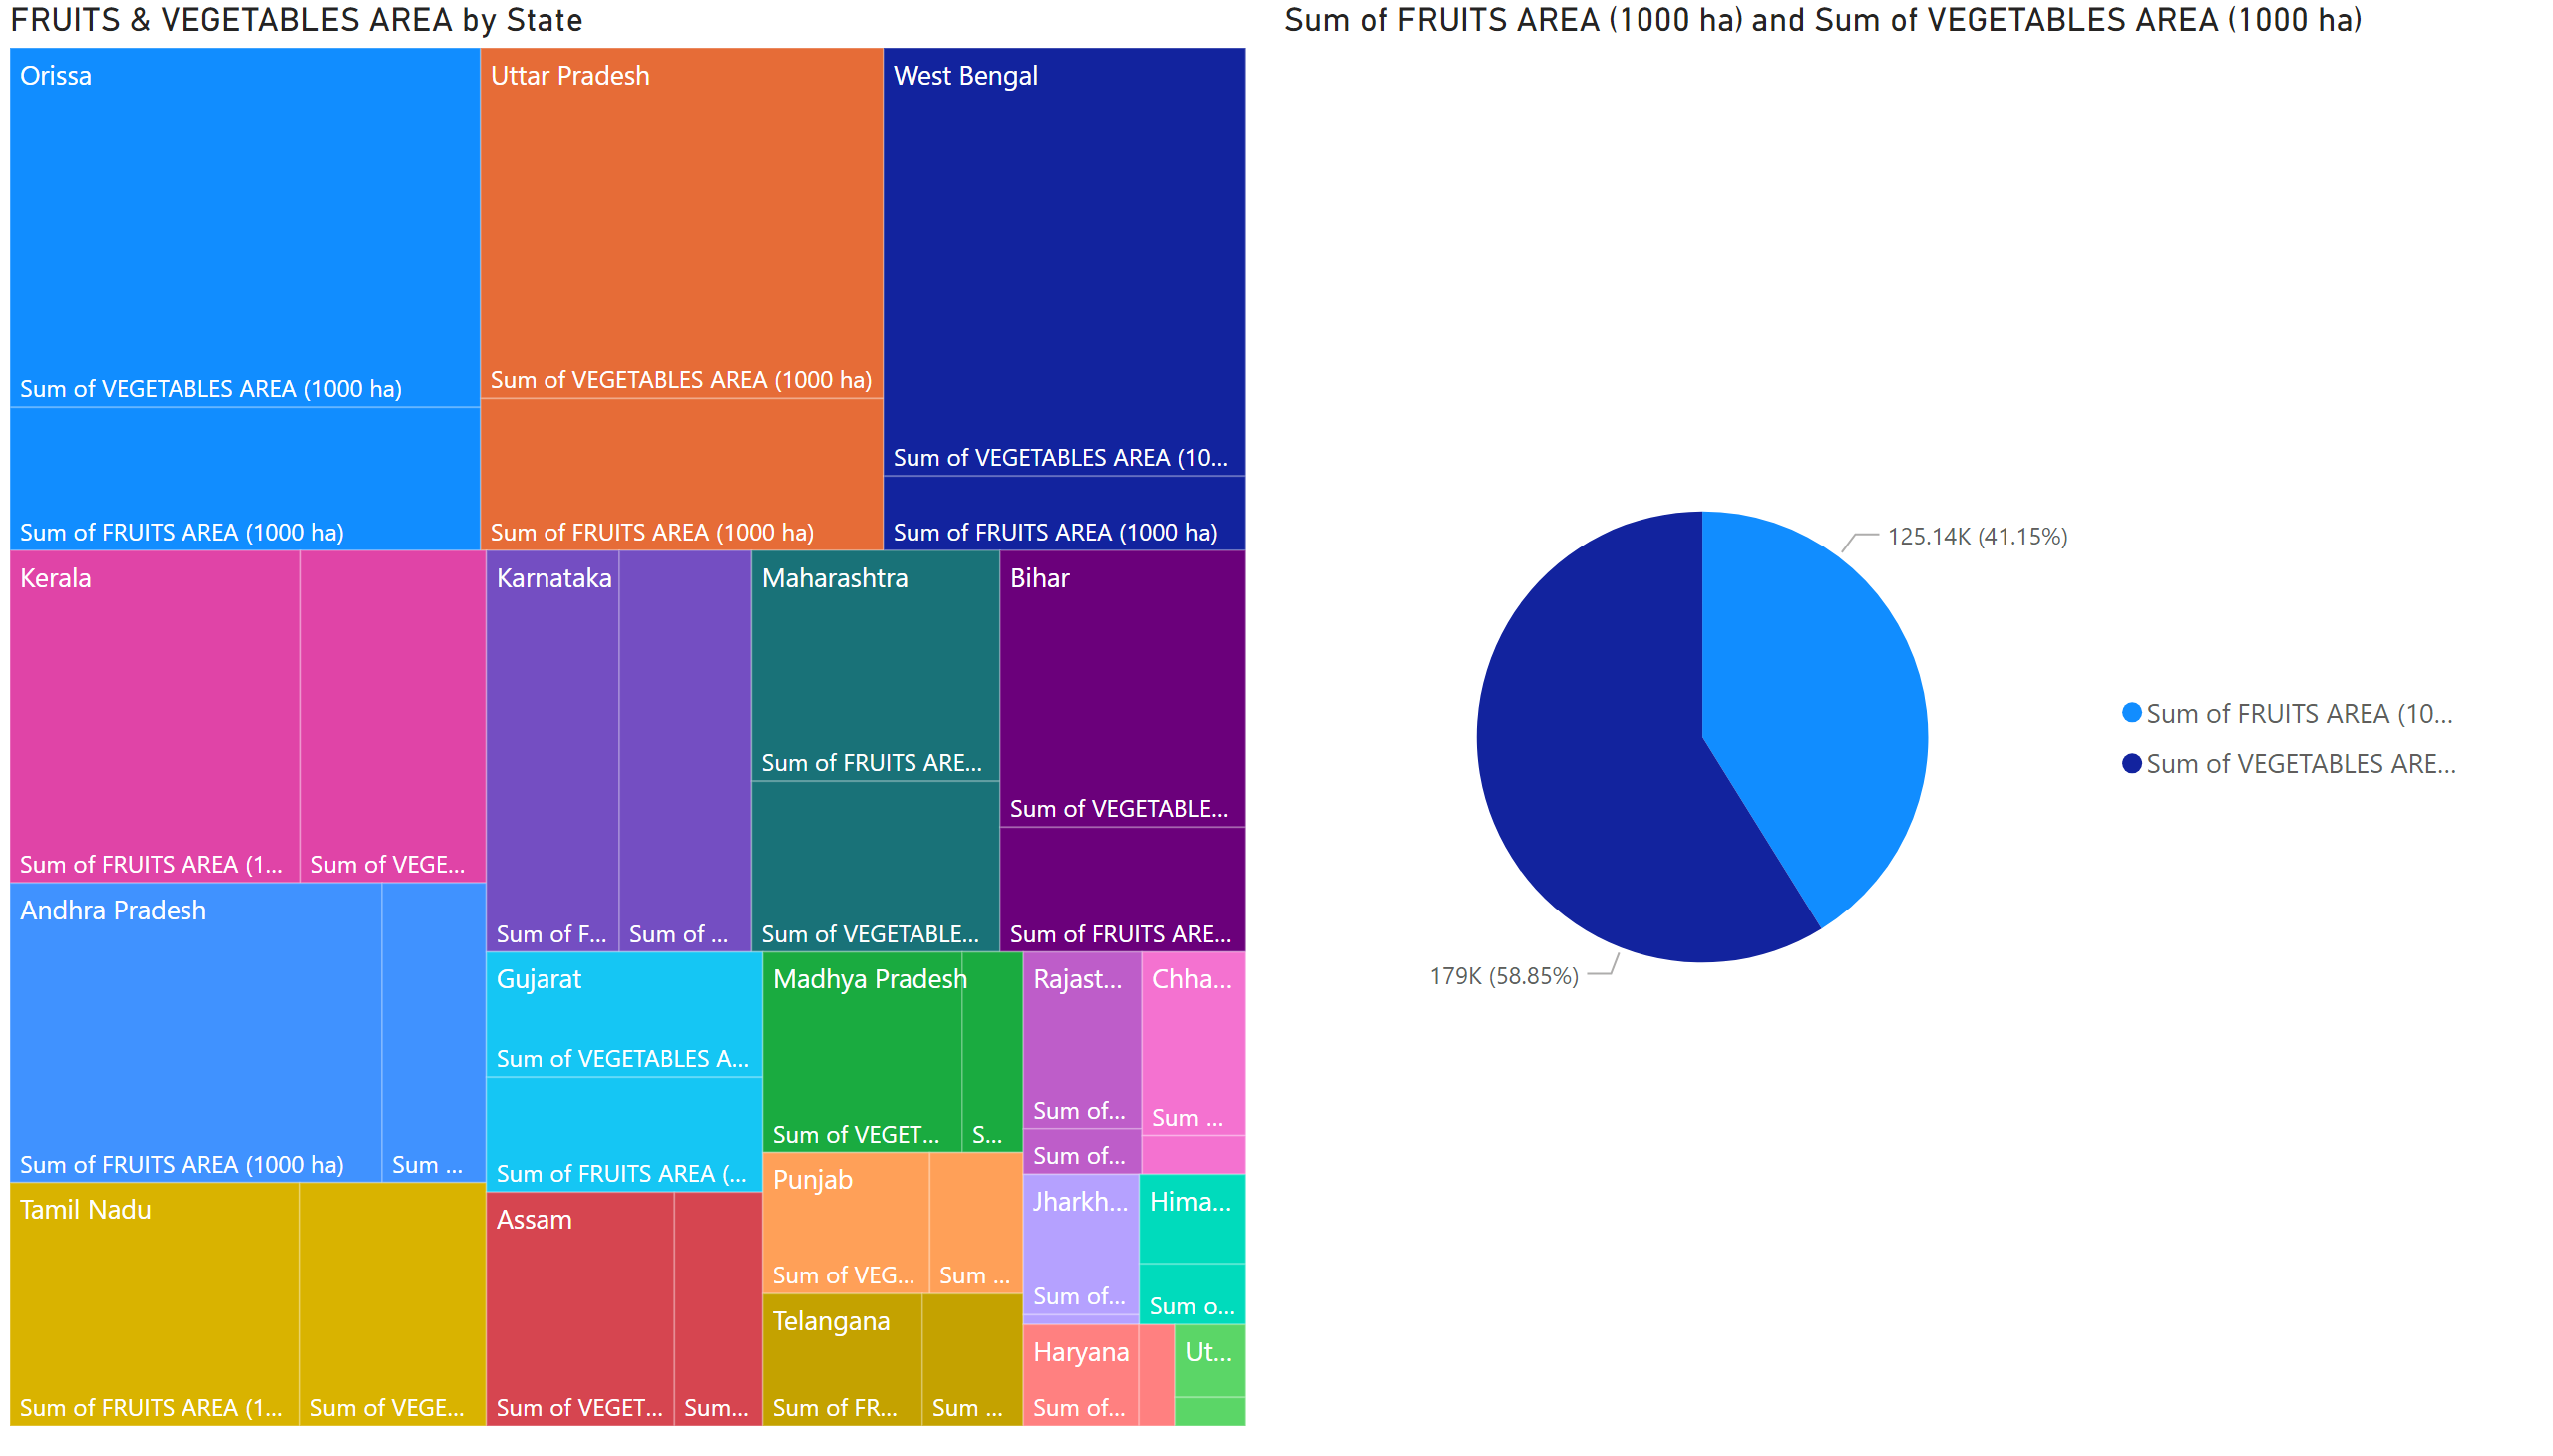 FRUITS & VEGETABLES AREA by State
Orissa
Sum of VEGETABLES AREA (1000 ha)
Sum of FRUITS AREA (1000 ha)
Uttar Pradesh
Sum of VEGETABLES AREA (1000 ha)
Sum of FRUITS AREA (1000 ha)
West Bengal
Sum of VEGETABLES AREA (10...
Sum of FRUITS AREA (1000 ha)
Kerala
Sum of FRUITS AREA (1...
Sum of VEGE...
Andhra Pradesh
Sum of FRUITS AREA (1000 ha)
Sum ...
Tamil Nadu
Sum of FRUITS AREA (1...
Sum of VEGE...
Karnataka
Sum of F...
Sum of ...
Maharashtra
Sum of FRUITS ARE...
Sum of VEGETABLE...
Bihar
Sum of VEGETABLE...
Sum of FRUITS ARE...
Gujarat
Sum of VEGETABLES A...
Sum of FRUITS AREA (...
Assam
Sum of VEGET...
Sum...
Madhya Pradesh
Sum of VEGET...
S...
Punjab
Sum of VEG...
Sum ...
Telangana
Sum of FR...
Sum ...
Rajast...
Sum of...
Sum of...
Chha...
Sum ...
Jharkh...
Sum of...
Hima...
Sum o...
Haryana
Sum of...
Ut...
Sum of FRUITS AREA (1000 ha) and Sum of VEGETABLES AREA (1000 ha)
125.14K (41.15%)
179K (58.85%)
Sum of FRUITS AREA (10...
Sum of VEGETABLES ARE...